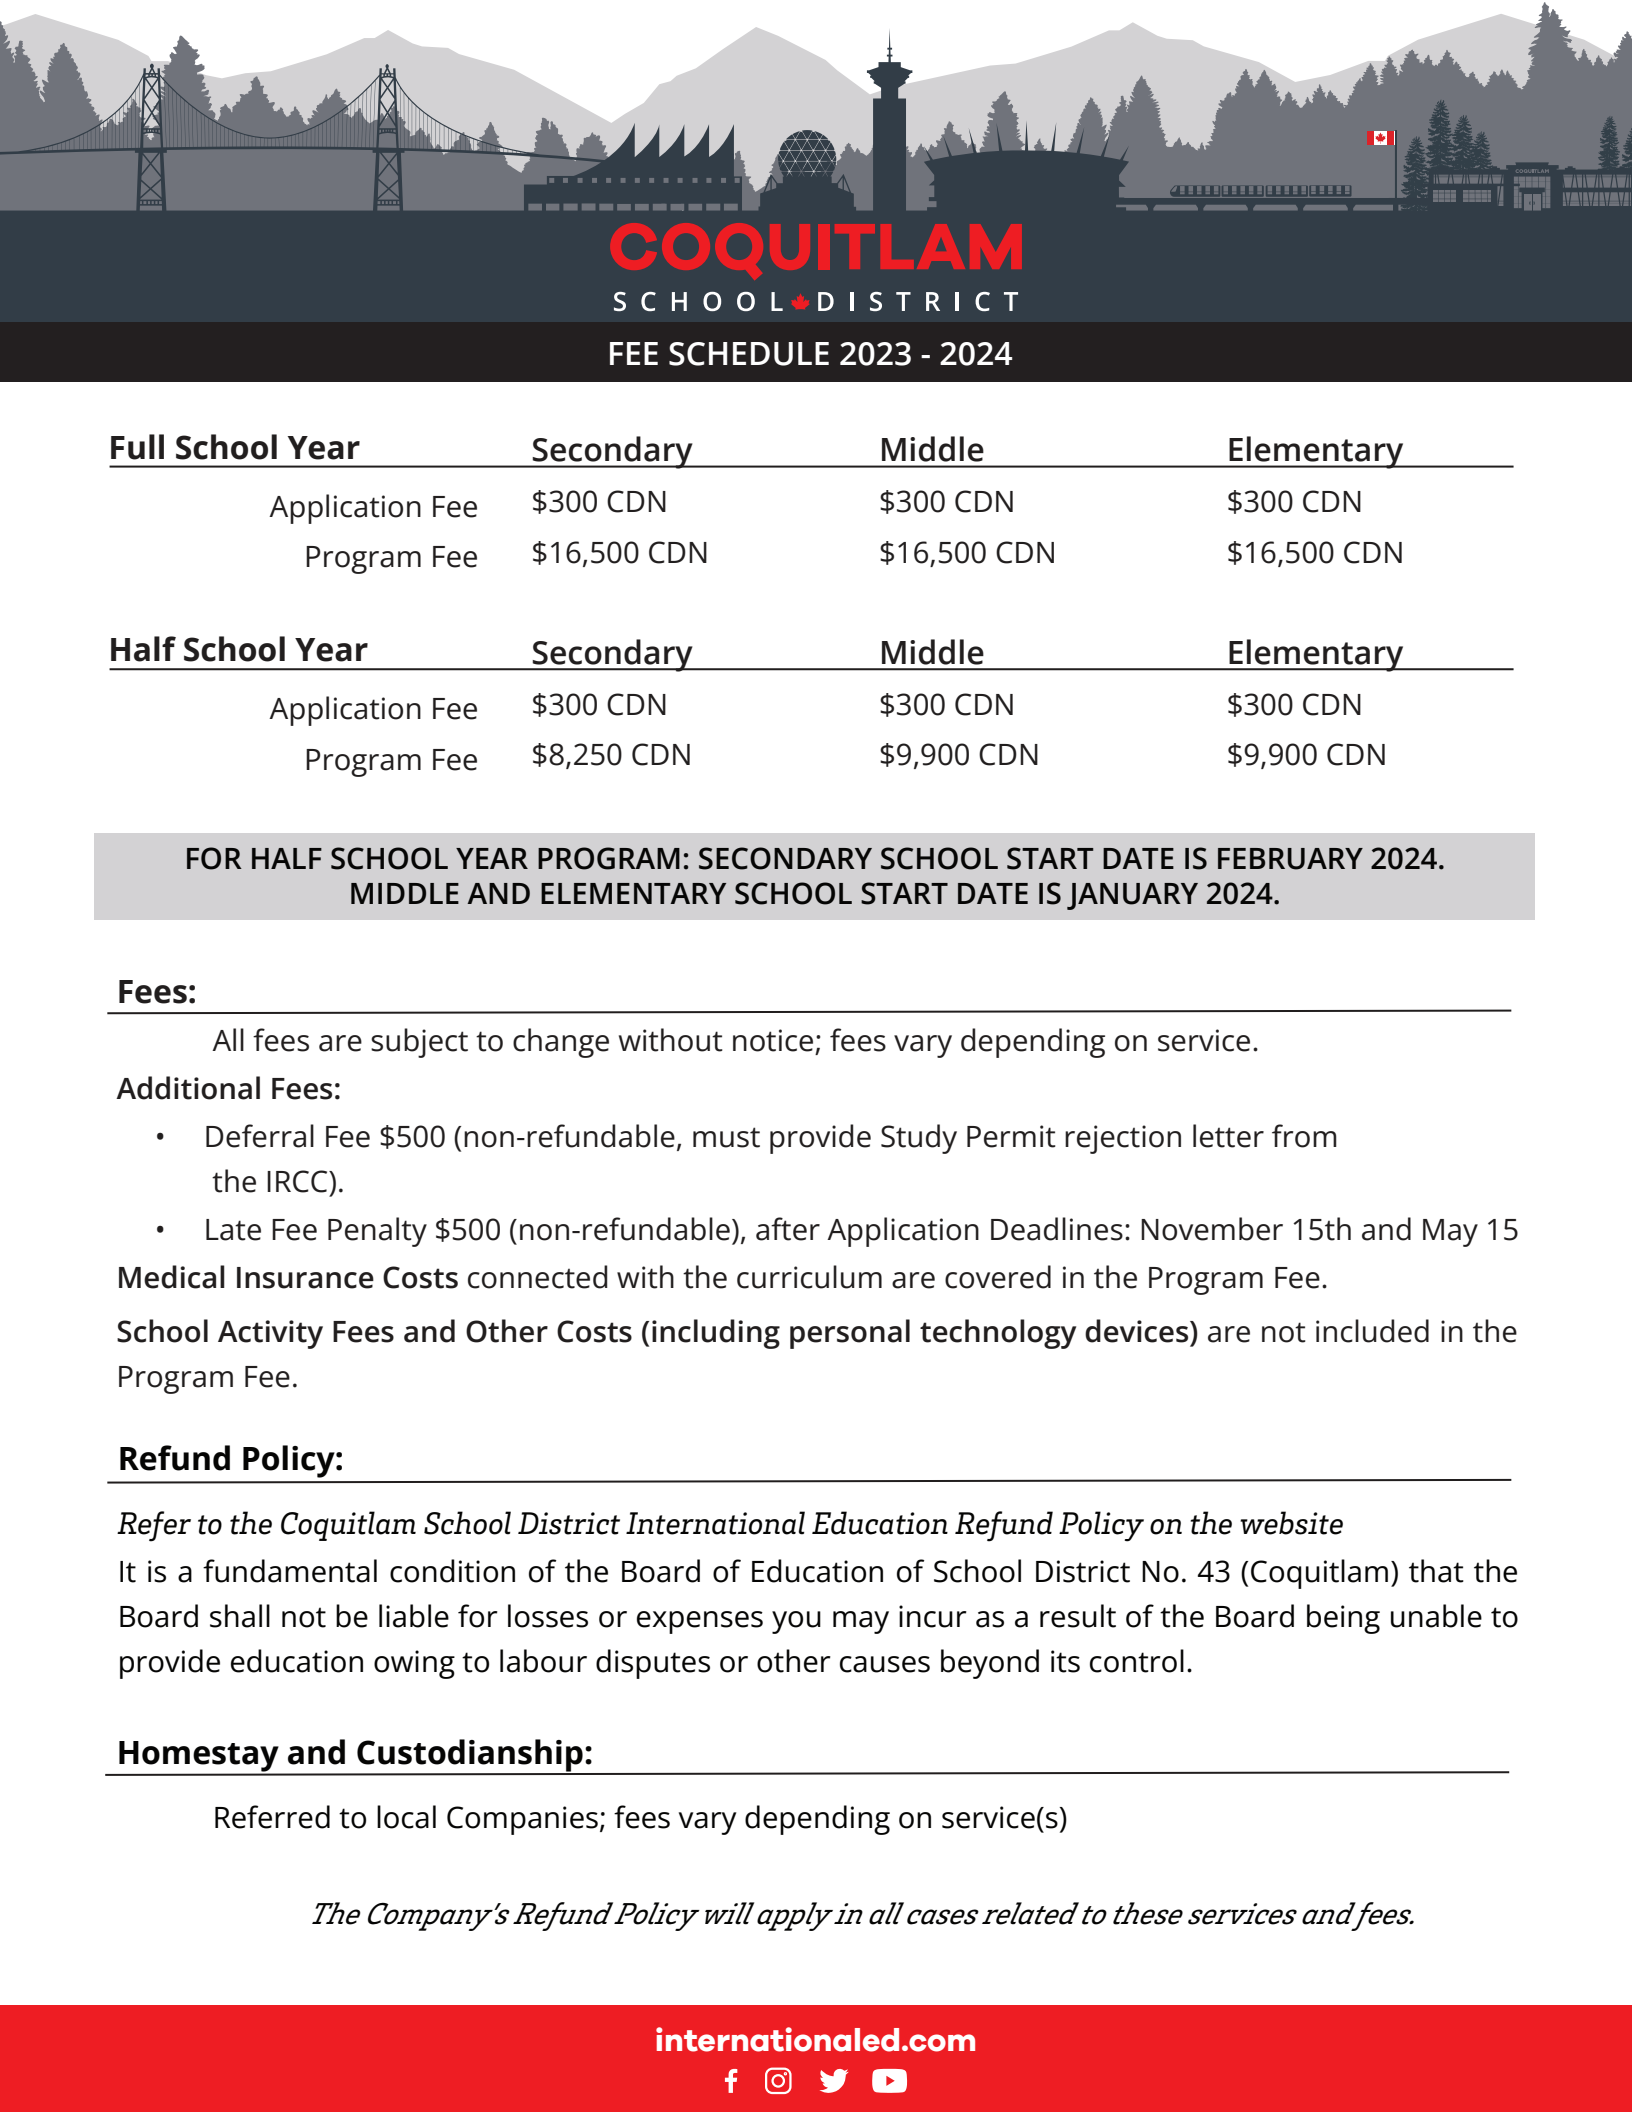 COQUITLAM
COQUITLAM
SCHOOL DISTRICT
FEE SCHEDULE 2023 - 2024
Full School Year Secondary Middle Elementary
Application Fee $300 CDN $300 CDN $300 CDN
Program Fee $16,500 CDN $16,500 CDN $16,500 CDN
Half School Year Secondary Middle Elementary
Application Fee $300 CDN $300 CDN $300 CDN
Program Fee $8,250 CDN $9,900 CDN $9,900 CDN
FOR HALF SCHOOL YEAR PROGRAM: SECONDARY SCHOOL START DATE IS FEBRUARY 2024.
MIDDLE AND ELEMENTARY SCHOOL START DATE IS JANUARY 2024.
Fees:
All fees are subject to change without notice; fees vary depending on service.
Additional Fees:
• Deferral Fee $500 (non-refundable, must provide Study Permit rejection letter from
the IRCC).
• Late Fee Penalty $500 (non-refundable), after Application Deadlines: November 15th and May 15
Medical Insurance Costs connected with the curriculum are covered in the Program Fee.
School Activity Fees and Other Costs (including personal technology devices) are not included in the
Program Fee.
Refund Policy:
Refer to the Coquitlam School District International Education Refund Policy on the website
It is a fundamental condition of the Board of Education of School District No. 43 (Coquitlam) that the
Board shall not be liable for losses or expenses you may incur as a result of the Board being unable to
provide education owing to labour disputes or other causes beyond its control.
Homestay and Custodianship:
Referred to local Companies; fees vary depending on service(s)
The Company's Refund Policy will apply in all cases related to these services and fees.
internationaled.com